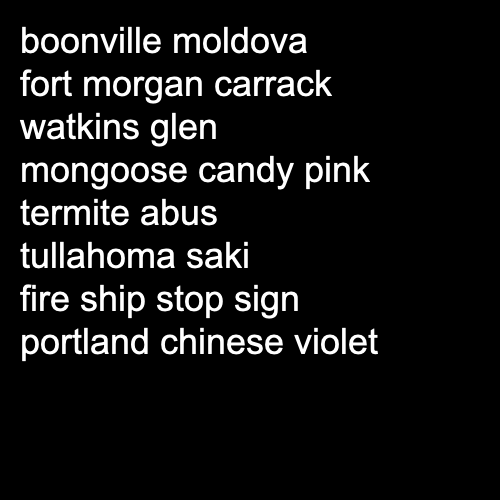 boonville moldova
fort morgan carrack
watkins glen
mongoose candy pink
termite abus
tullahoma saki
fire ship stop sign
portland chinese violet